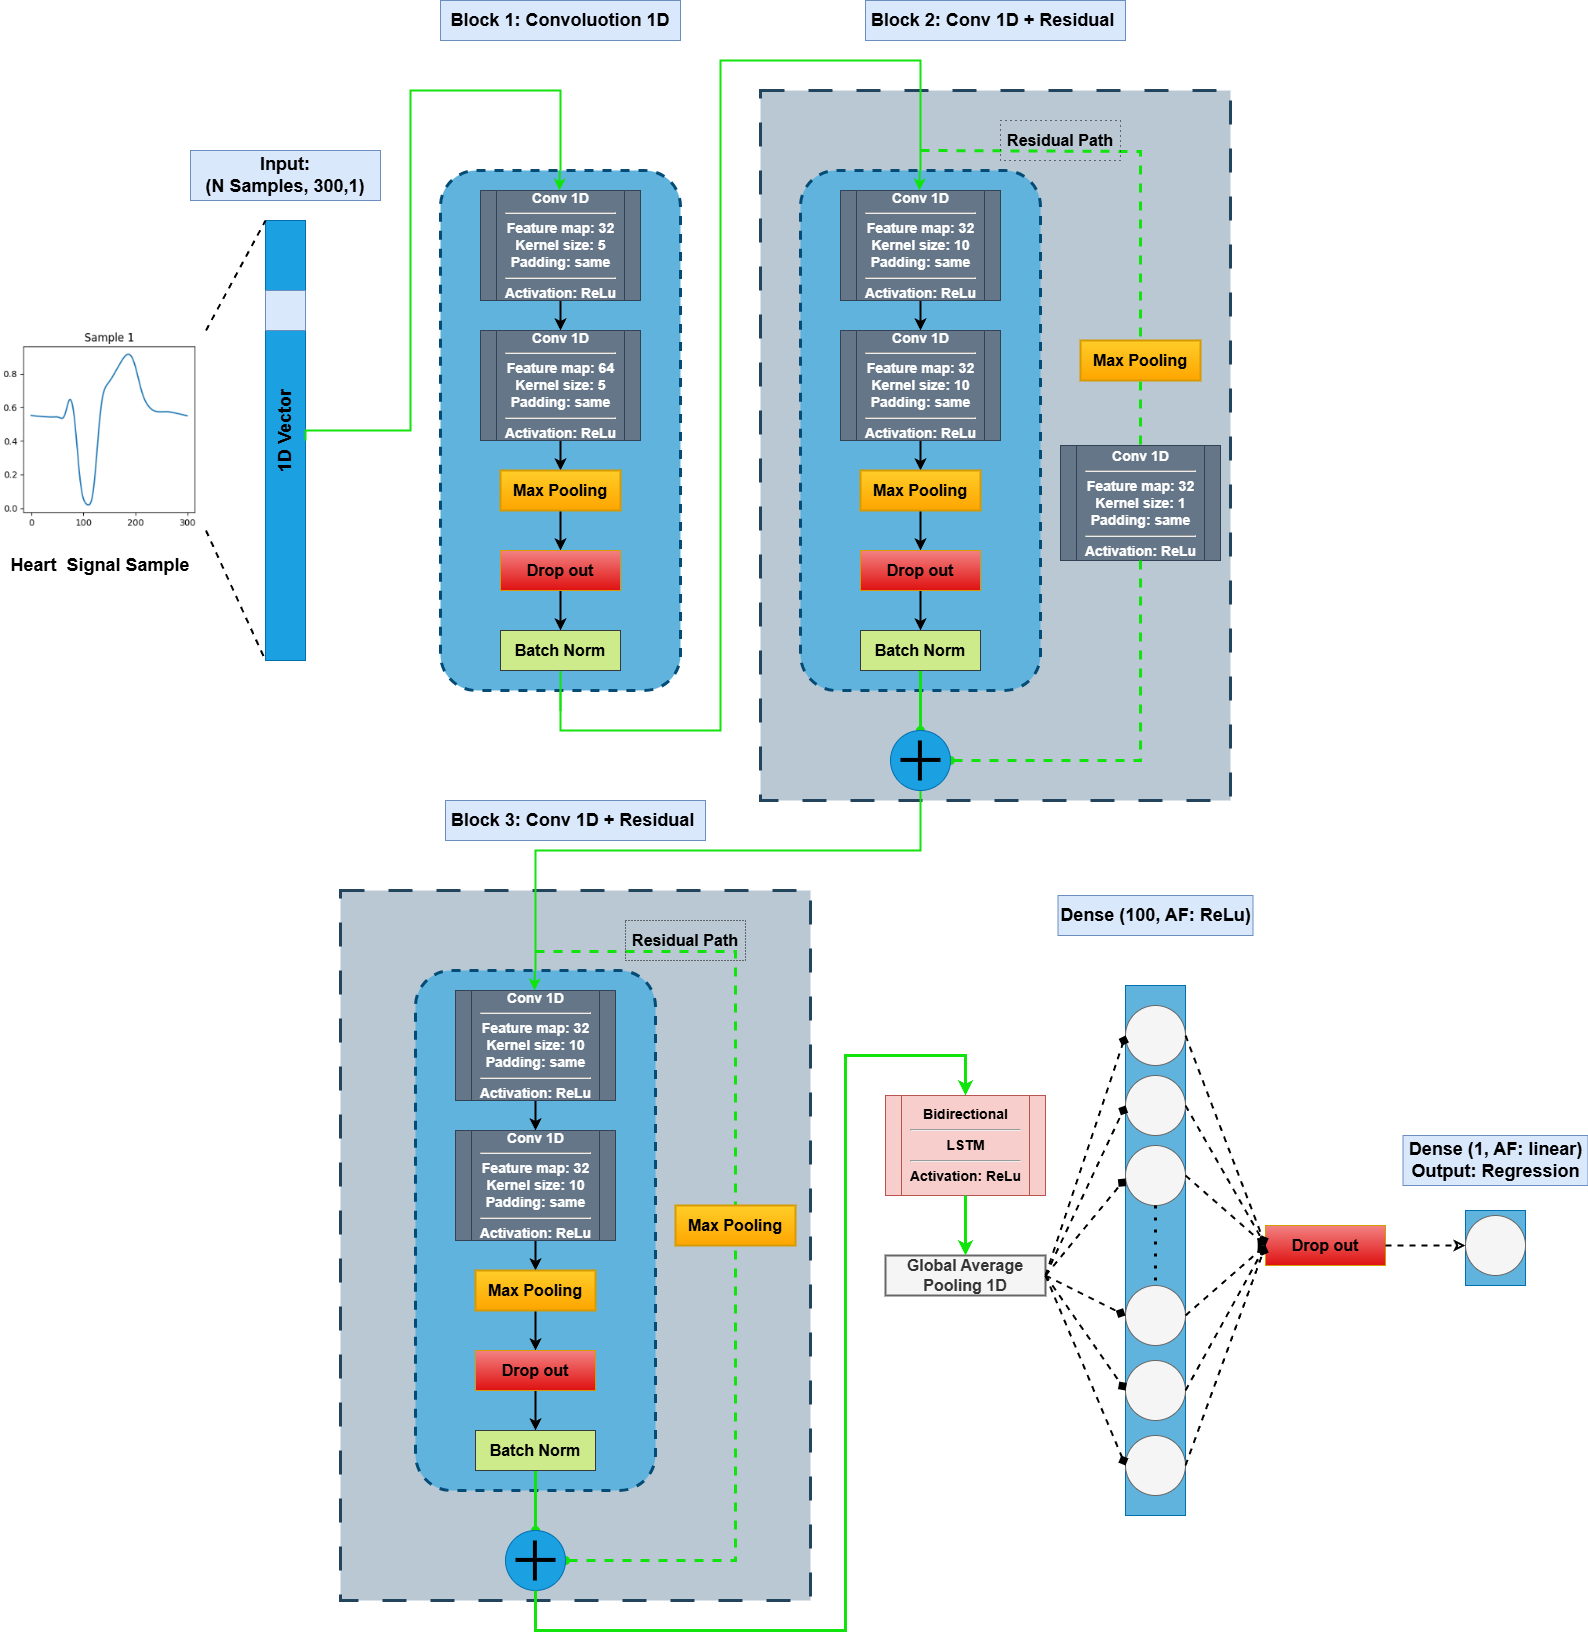 Block 1: Convoluotion 1D
Block 2: Conv 1D + Residual
Input:
(N Samples, 300,1)
Sample 1
0.8
0.6
0.4
0.2
0.0
0
100
200
300
Heart  Signal Sample
1D Vector
Conv 1D
Feature map: 32
Kernel size: 5
Padding: same
Activation: ReLu
Conv 1D
Feature map: 64
Kernel size: 5
Padding: same
Activation: ReLu
Max Pooling
Drop out
Batch Norm
Residual Path
Conv 1D
Feature map: 32
Kernel size: 10
Padding: same
Activation: ReLu
Conv 1D
Feature map: 32
Kernel size: 10
Padding: same
Activation: ReLu
Max Pooling
Drop out
Batch Norm
Max Pooling
Conv 1D
Feature map: 32
Kernel size: 1
Padding: same
Activation: ReLu
Block 3: Conv 1D + Residual
Residual Path
Conv 1D
Feature map: 32
Kernel size: 10
Padding: same
Activation: ReLu
Conv 1D
Feature map: 32
Kernel size: 10
Padding: same
Activation: ReLu
Max Pooling
Drop out
Batch Norm
Max Pooling
Bidirectional
LSTM
Activation: ReLu
Global Average
Pooling 1D
Dense (100, AF: ReLu)
Drop out
Dense (1, AF: linear)
Output: Regression